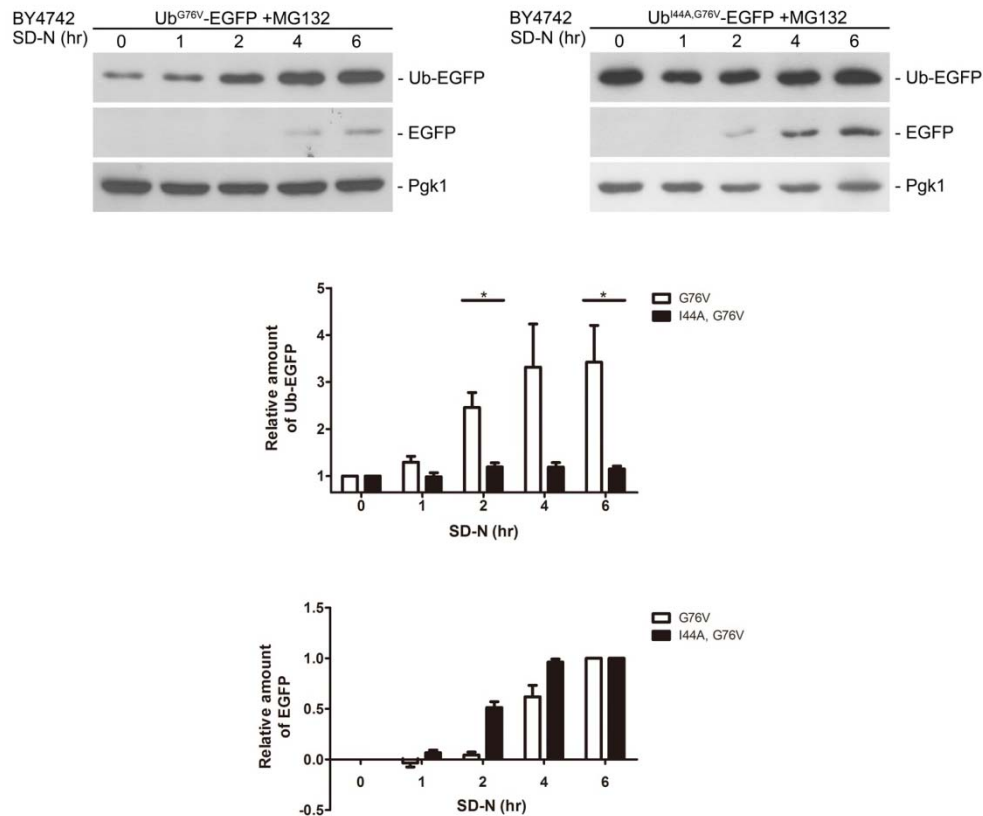 BY4742 Ub^G76V-EGFP +MG132
SD-N (hr) 0 1 2 4 6
- Ub-EGFP
- EGFP
- Pgk1
BY4742 Ub^I44A,G76V-EGFP +MG132
SD-N (hr) 0 1 2 4 6
- Ub-EGFP
- EGFP
- Pgk1
Relative amount
of Ub-EGFP
5
4
3
2
1
* *
G76V
I44A, G76V
0 1 2 4 6
SD-N (hr)
Relative amount
of EGFP
1.5
1.0
0.5
0.0
-0.5
G76V
I44A, G76V
0 1 2 4 6
SD-N (hr)